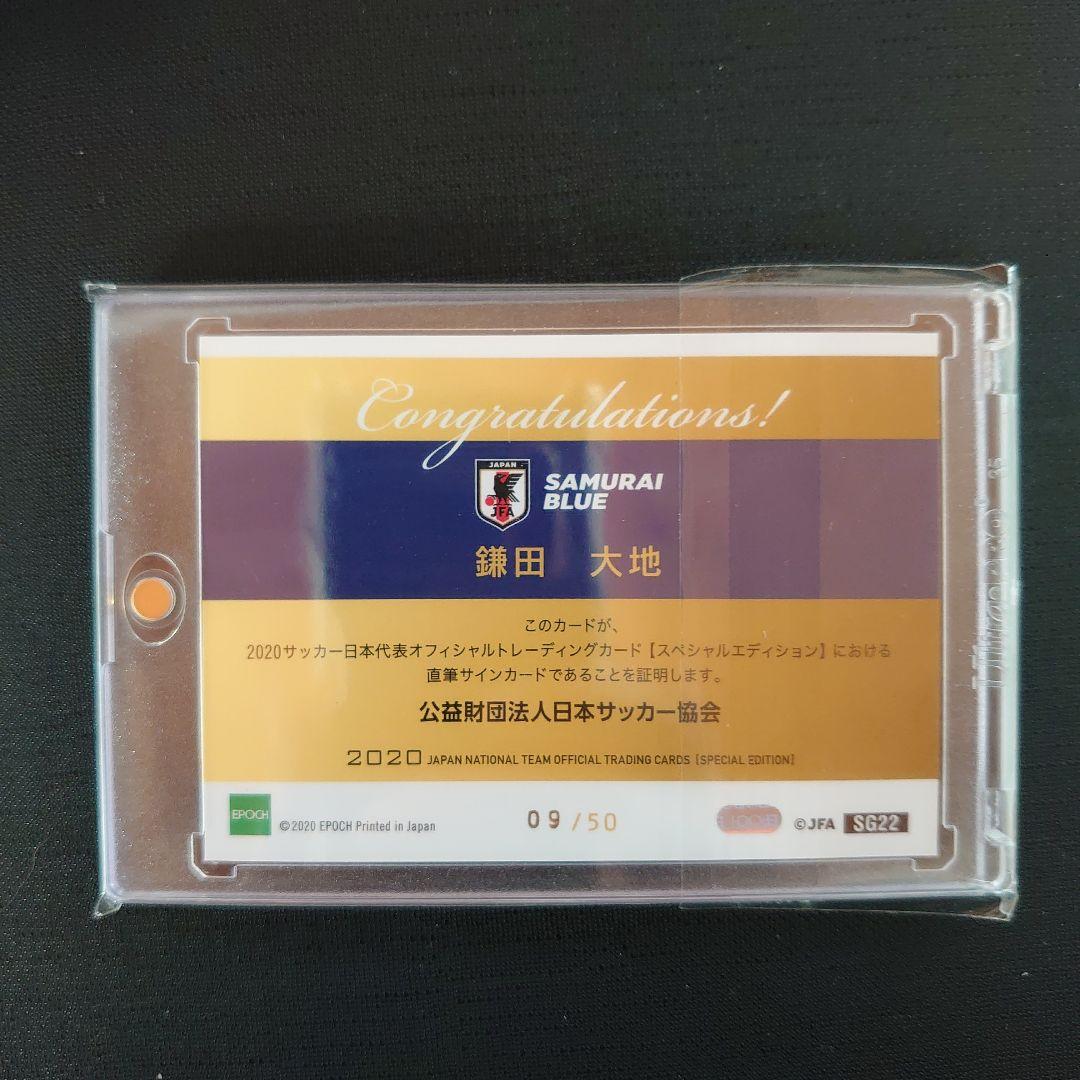 Congratulations!
JAPAN
JFA
SAMURAI
BLUE
鎌田 大地
このカードが、
2020サッカー日本代表オフィシャルトレーディングカード【スペシャルエディション】における
直筆サインカードであることを証明します。
公益財団法人日本サッカー協会
2020 JAPAN NATIONAL TEAM OFFICIAL TRADING CARDS [SPECIAL EDITION]
EPOCH
©2020 EPOCH Printed in Japan
09/50
©JFA
SG22